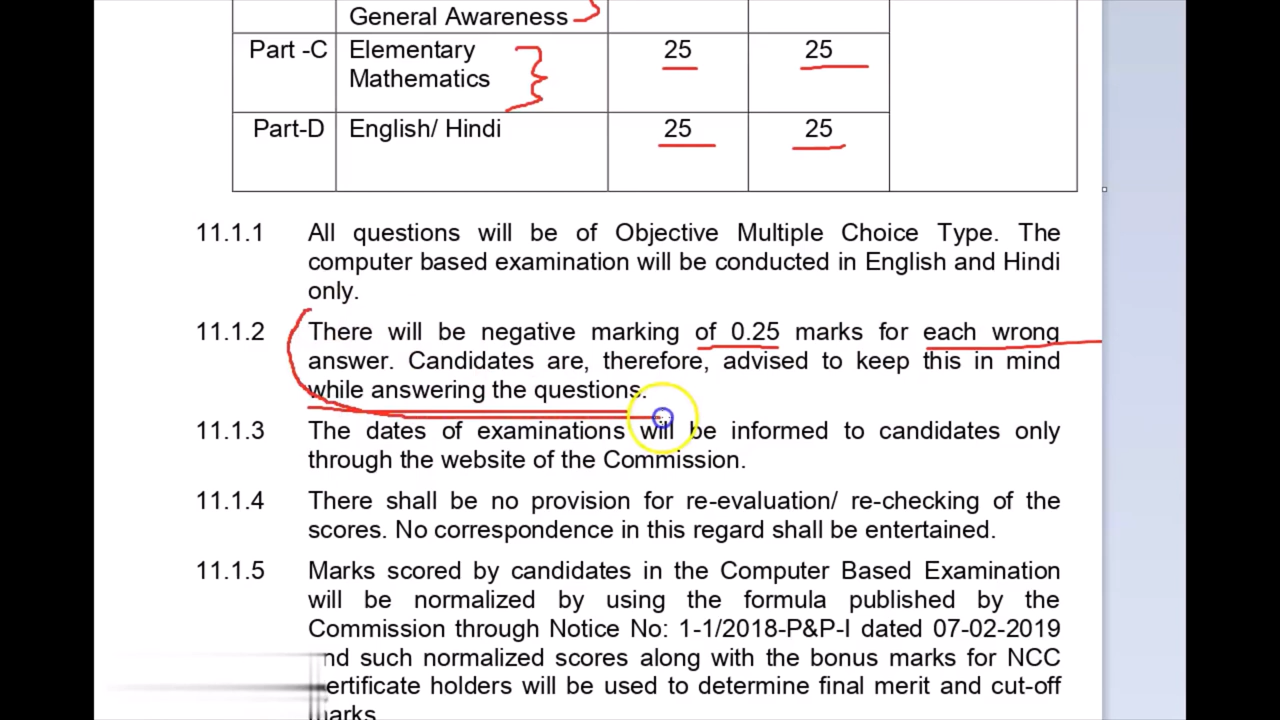 General Awareness
Part -C Elementary Mathematics 25 25
Part-D English/ Hindi 25 25
11.1.1 All questions will be of Objective Multiple Choice Type. The
computer based examination will be conducted in English and Hindi
only.
11.1.2 There will be negative marking of 0.25 marks for each wrong
answer. Candidates are, therefore, advised to keep this in mind
while answering the questions.
11.1.3 The dates of examinations will be informed to candidates only
through the website of the Commission.
11.1.4 There shall be no provision for re-evaluation/ re-checking of the
scores. No correspondence in this regard shall be entertained.
11.1.5 Marks scored by candidates in the Computer Based Examination
will be normalized by using the formula published by the
Commission through Notice No: 1-1/2018-P&P-I dated 07-02-2019
nd such normalized scores along with the bonus marks for NCC
ertificate holders will be used to determine final merit and cut-off
marks